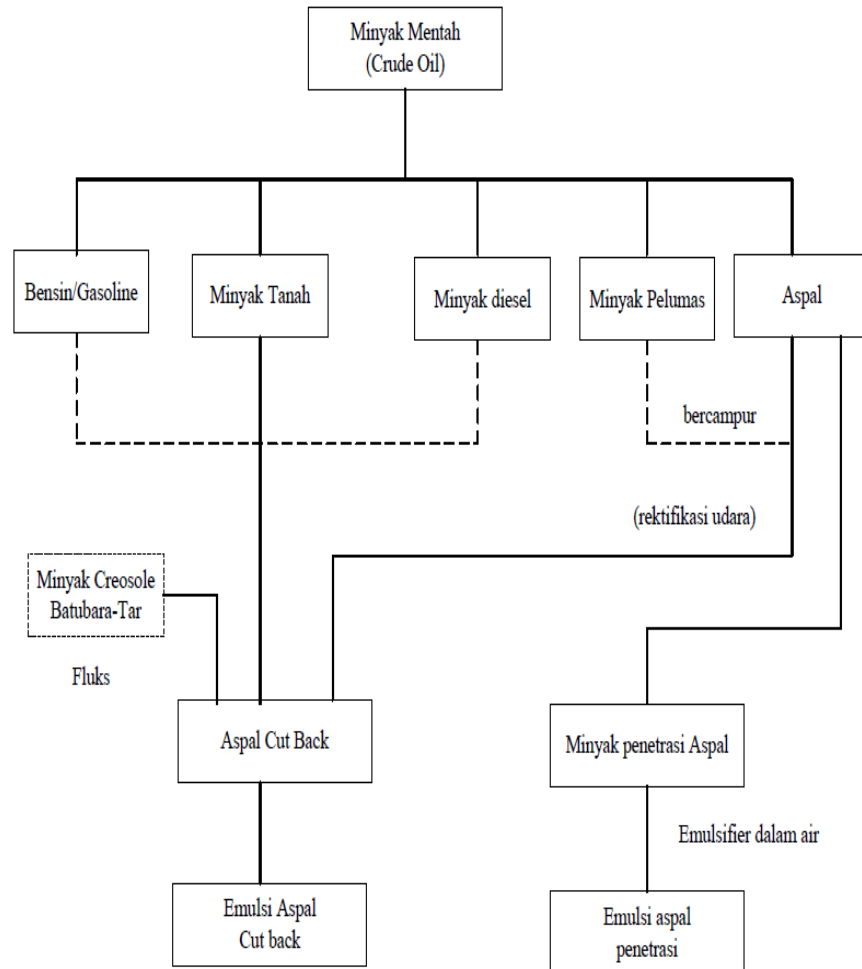 Minyak Mentah
(Crude Oil)
Bensin/Gasoline
Minyak Tanah
Minyak diesel
Minyak Pelumas
Aspal
bercampur
(rektifikasi udara)
Minyak Creosole
Batubara-Tar
Fluks
Aspal Cut Back
Minyak penetrasi Aspal
Emulsifier dalam air
Emulsi Aspal
Cut back
Emulsi aspal
penetrasi